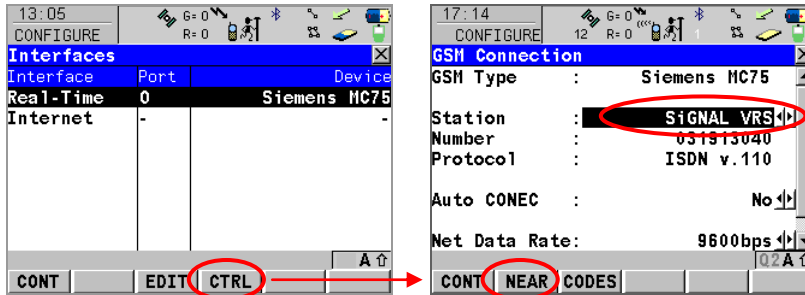 13:05
CONFIGURE
G= 0
R= 0
Interfaces
Interface Port Device
Real-Time 0 Siemens MC75
Internet - -
A
CONT EDIT CTRL
17:14
CONFIGURE
12
G= 0
R= 0
1
GSM Connection
GSM Type : Siemens MC75
Station : SiGNAL VRS
Number : 031913040
Protocol : ISDN v.110
Auto CONEC : No
Net Data Rate: 9600bps
Q2A
CONT NEAR CODES